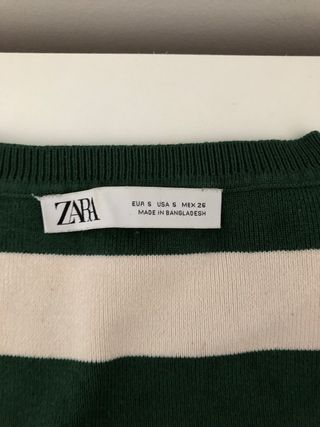 ZARA
EUR S USA S MEX 26
MADE IN BANGLADESH